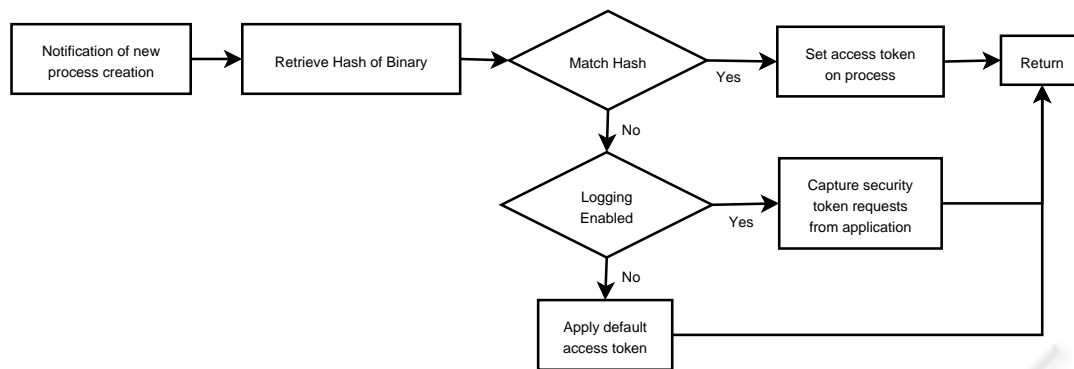 Notification of new
process creation
Retrieve Hash of Binary
Match Hash
Yes
Set access token
on process
Return
No
Logging
Enabled
Yes
Capture security
token requests
from application
No
Apply default
access token